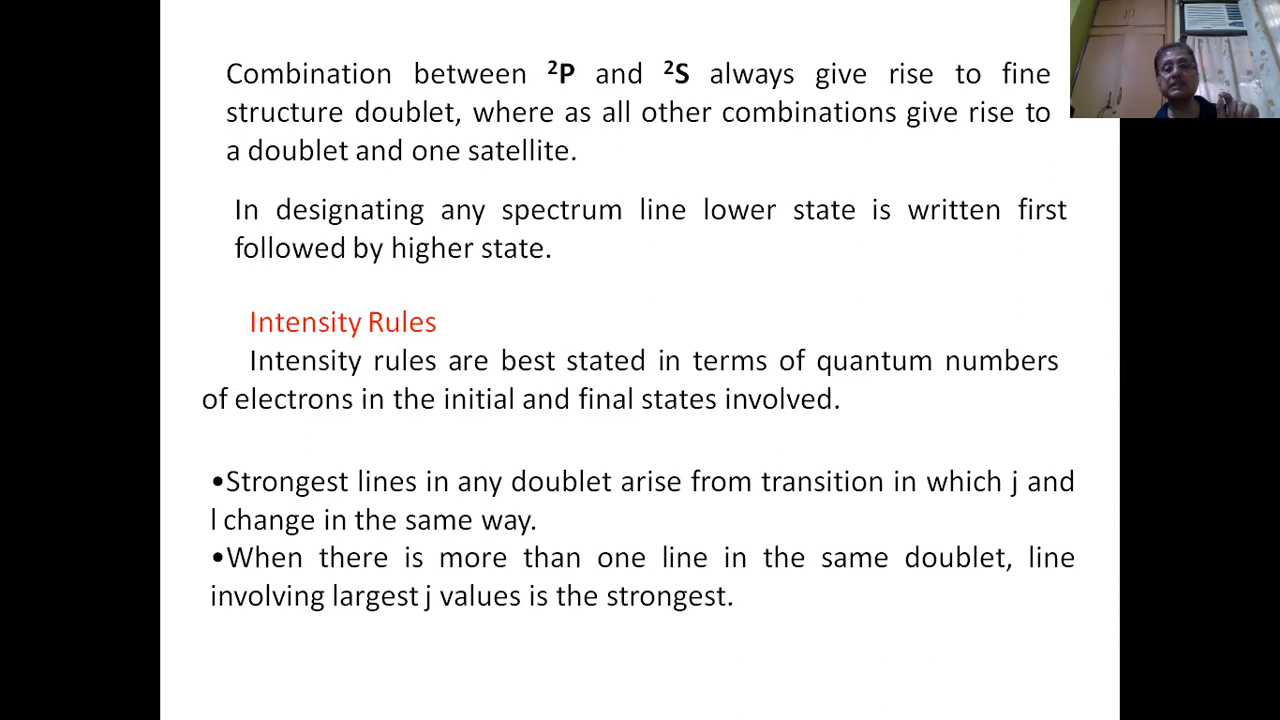 Combination between ²P and ²S always give rise to fine
structure doublet, where as all other combinations give rise to
a doublet and one satellite.
In designating any spectrum line lower state is written first
followed by higher state.
Intensity Rules
Intensity rules are best stated in terms of quantum numbers
of electrons in the initial and final states involved.
•Strongest lines in any doublet arise from transition in which j and
l change in the same way.
•When there is more than one line in the same doublet, line
involving largest j values is the strongest.